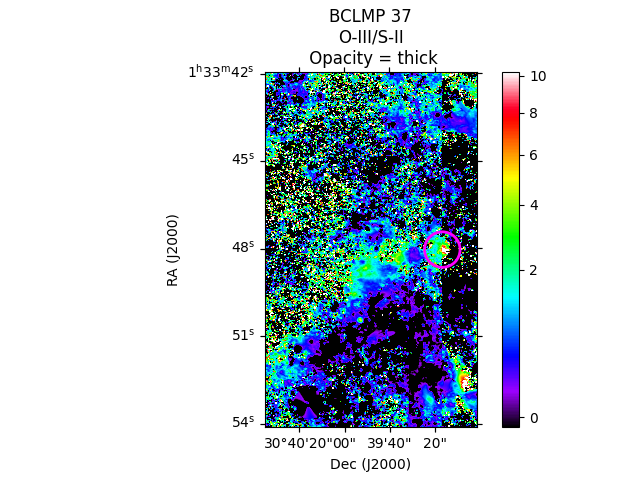 BCLMP 37
O-III/S-II
Opacity = thick
1ʰ33ᵐ42ˢ
45ˢ
48ˢ
51ˢ
54ˢ
RA (J2000)
30°40'20"00" 39'40" 20"
Dec (J2000)
10
8
6
4
2
0